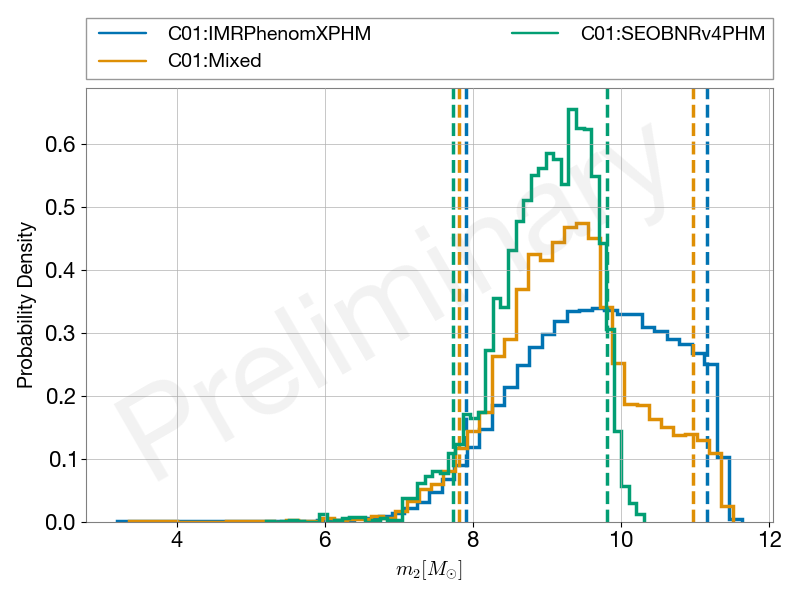 C01:IMRPhenomXPHM
C01:Mixed
C01:SEOBNRv4PHM
Preliminary
Probability Density
0.6
0.5
0.4
0.3
0.2
0.1
0.0
4 6 8 10 12
m₂[M☉]